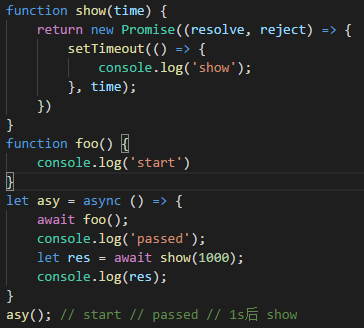 function show(time) {
    return new Promise((resolve, reject) => {
        setTimeout(() => {
            console.log('show');
        }, time);
    })
}
function foo() {
    console.log('start')
}
let asy = async () => {
    await foo();
    console.log('passed');
    let res = await show(1000);
    console.log(res);
}
asy(); // start // passed // 1s后 show